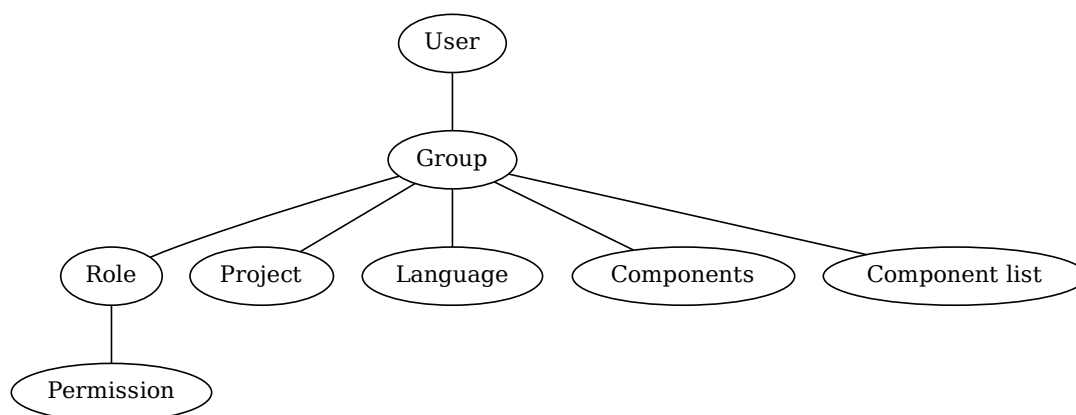 User
Group
Role
Project
Language
Components
Component list
Permission